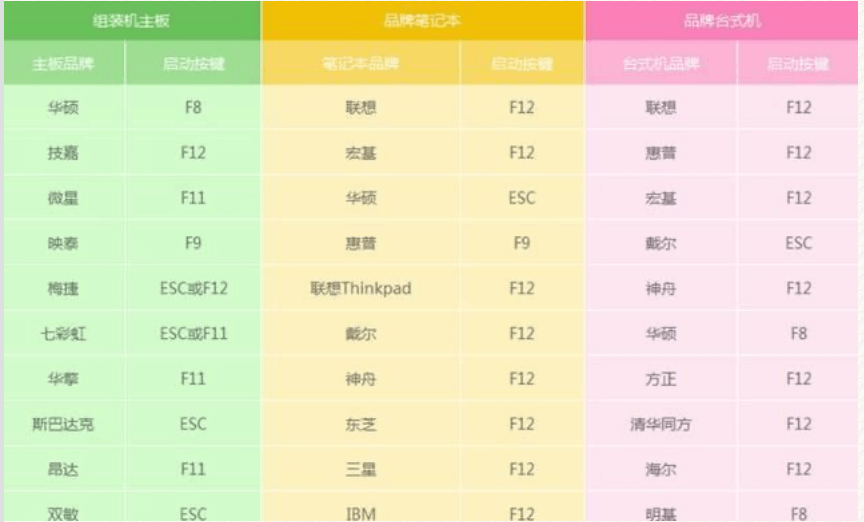 组装机主板 品牌笔记本 品牌台式机
主板品牌 启动按键 笔记本品牌 启动按键 台式机品牌 启动按键
华硕 F8 联想 F12 联想 F12
技嘉 F12 宏基 F12 惠普 F12
微星 F11 华硕 ESC 宏基 F12
映泰 F9 惠普 F9 戴尔 ESC
梅捷 ESC或F12 联想Thinkpad F12 神舟 F12
七彩虹 ESC或F11 戴尔 F12 华硕 F8
华擎 F11 神舟 F12 方正 F12
斯巴达克 ESC 东芝 F12 清华同方 F12
昂达 F11 三星 F12 海尔 F12
双敏 ESC IBM F12 明基 F8